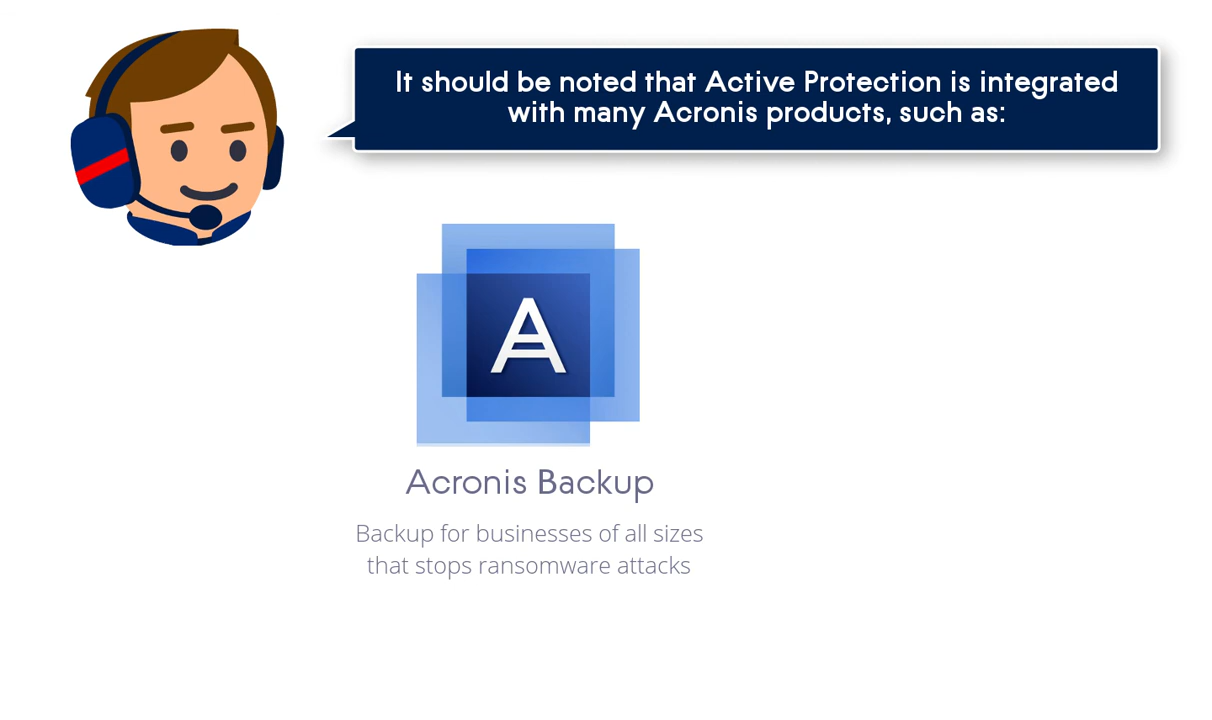 It should be noted that Active Protection is integrated
with many Acronis products, such as:
A
Acronis Backup
Backup for businesses of all sizes
that stops ransomware attacks